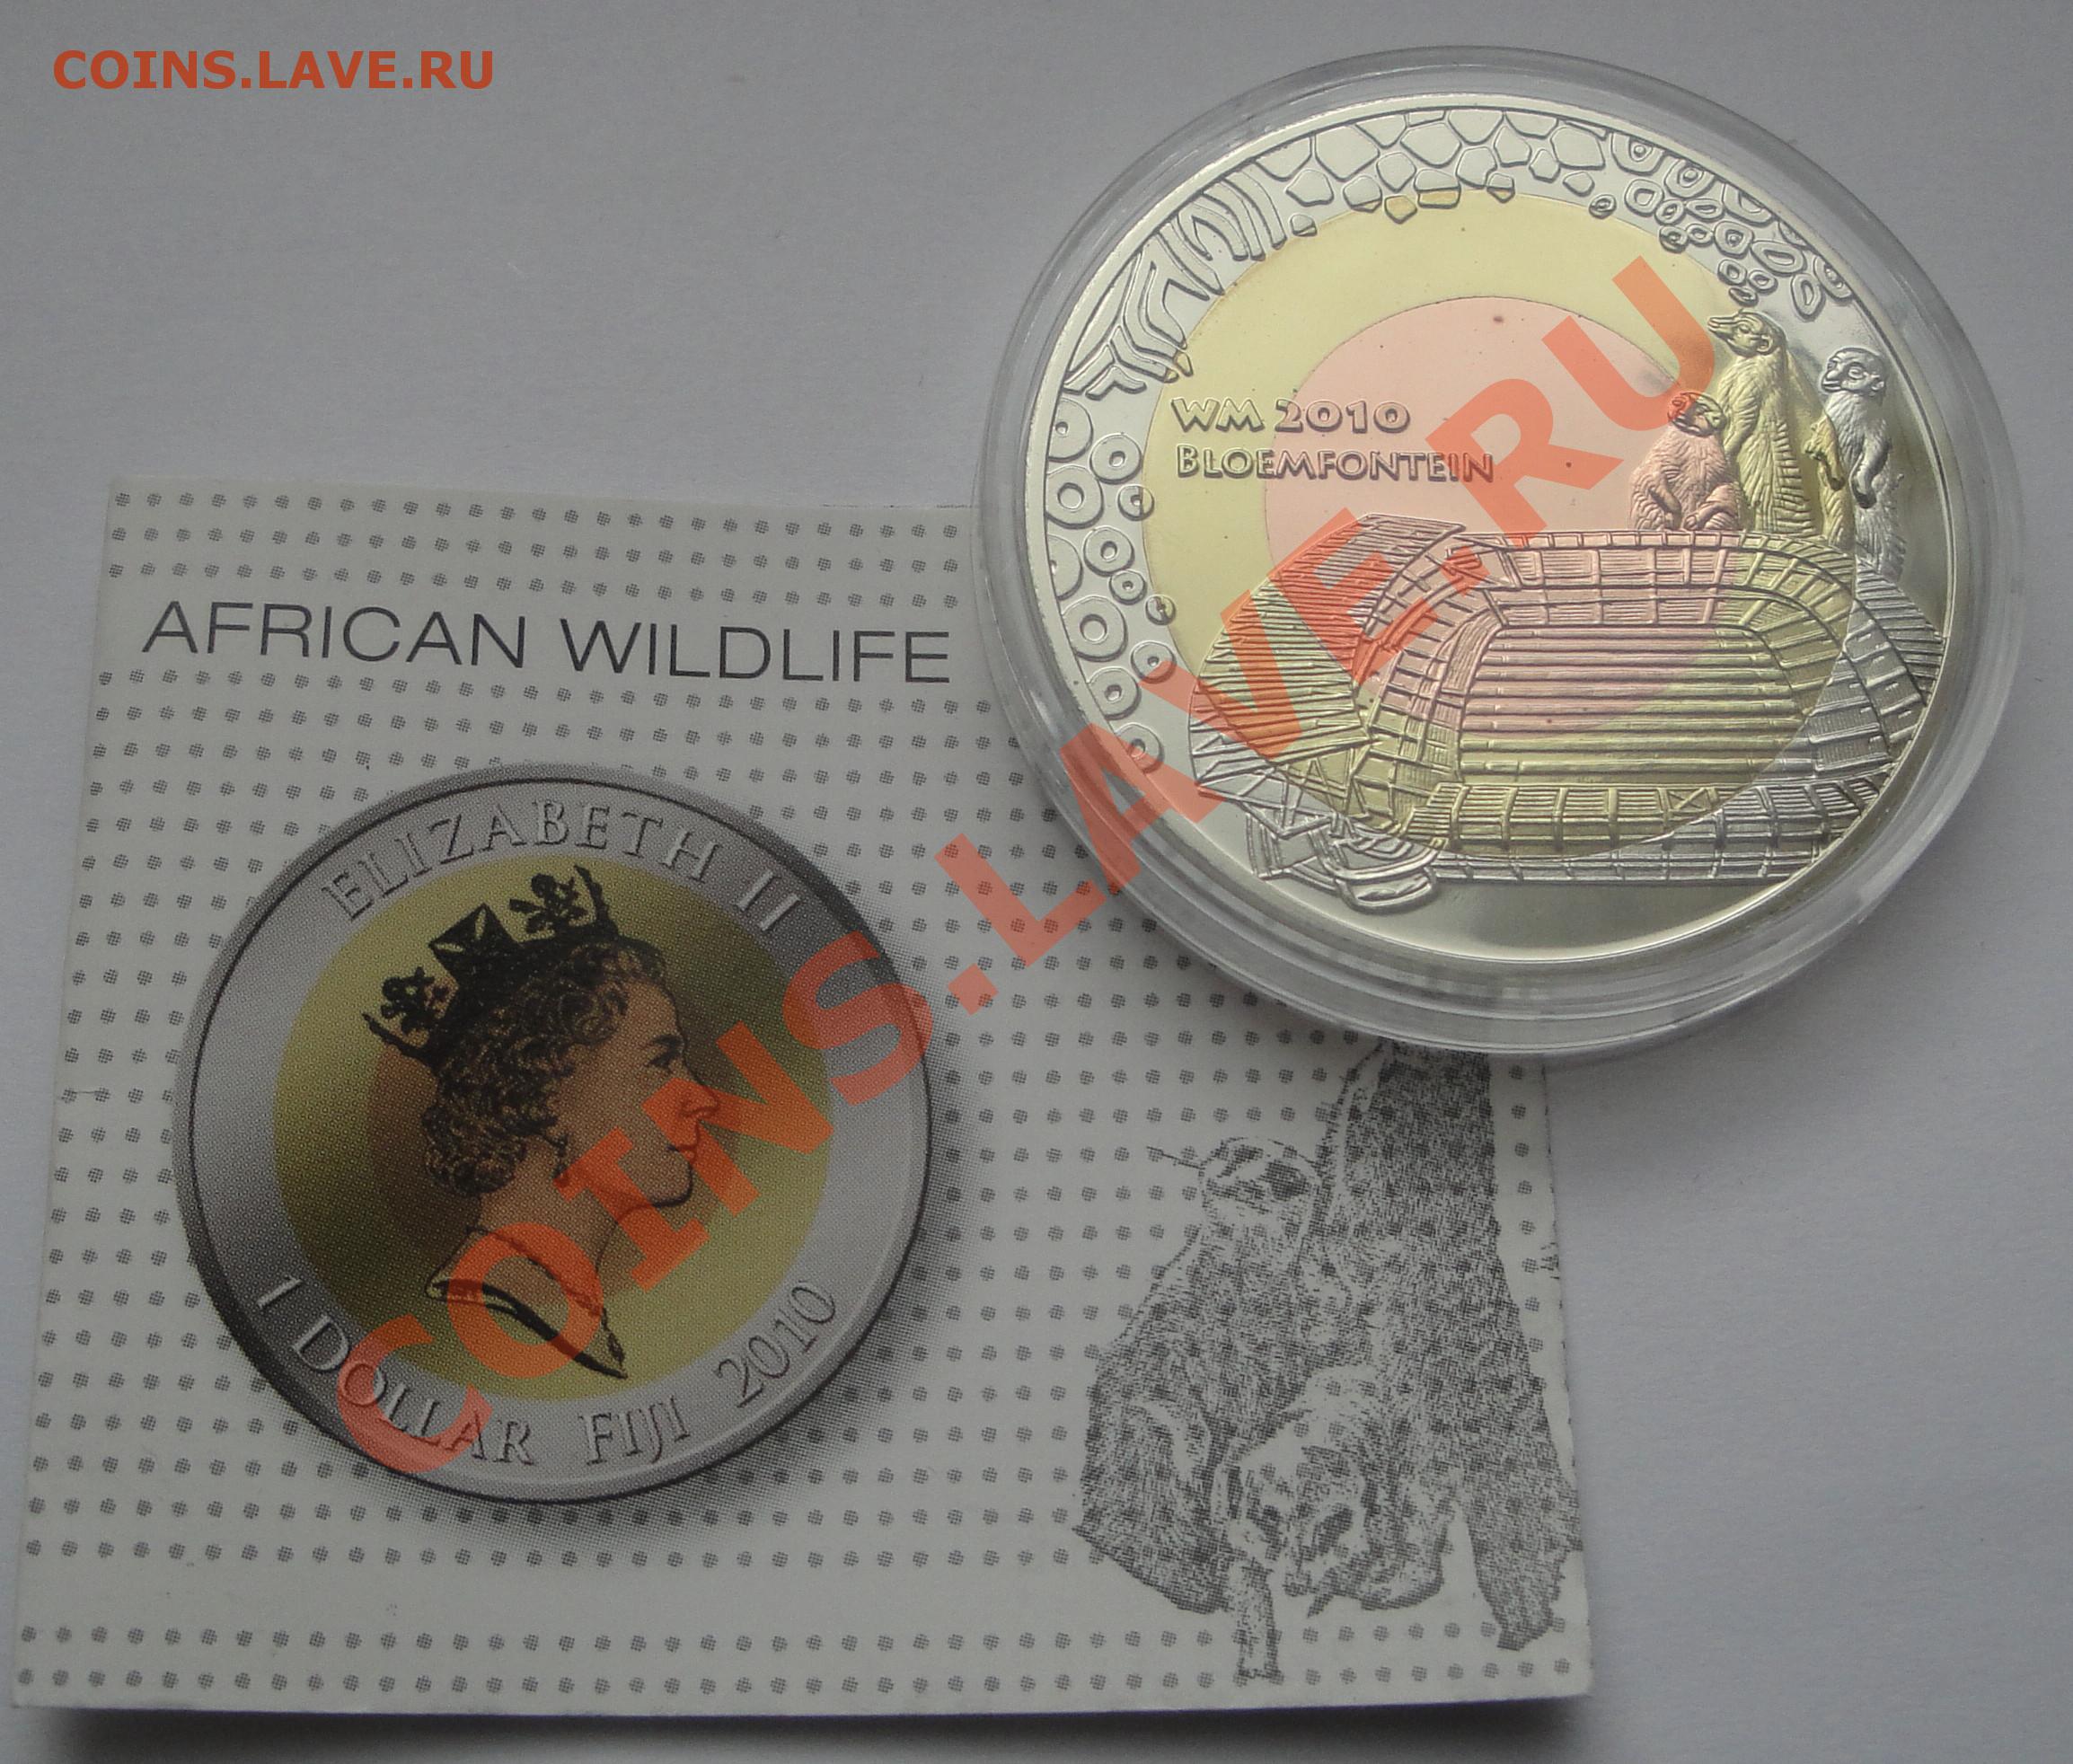 COINS.LAVE.RU
WM 2010
BLOEMFONTEIN
AFRICAN WILDLIFE
ELIZABETH II
1 DOLLAR FIJI 2010
COINS.LAVE.RU